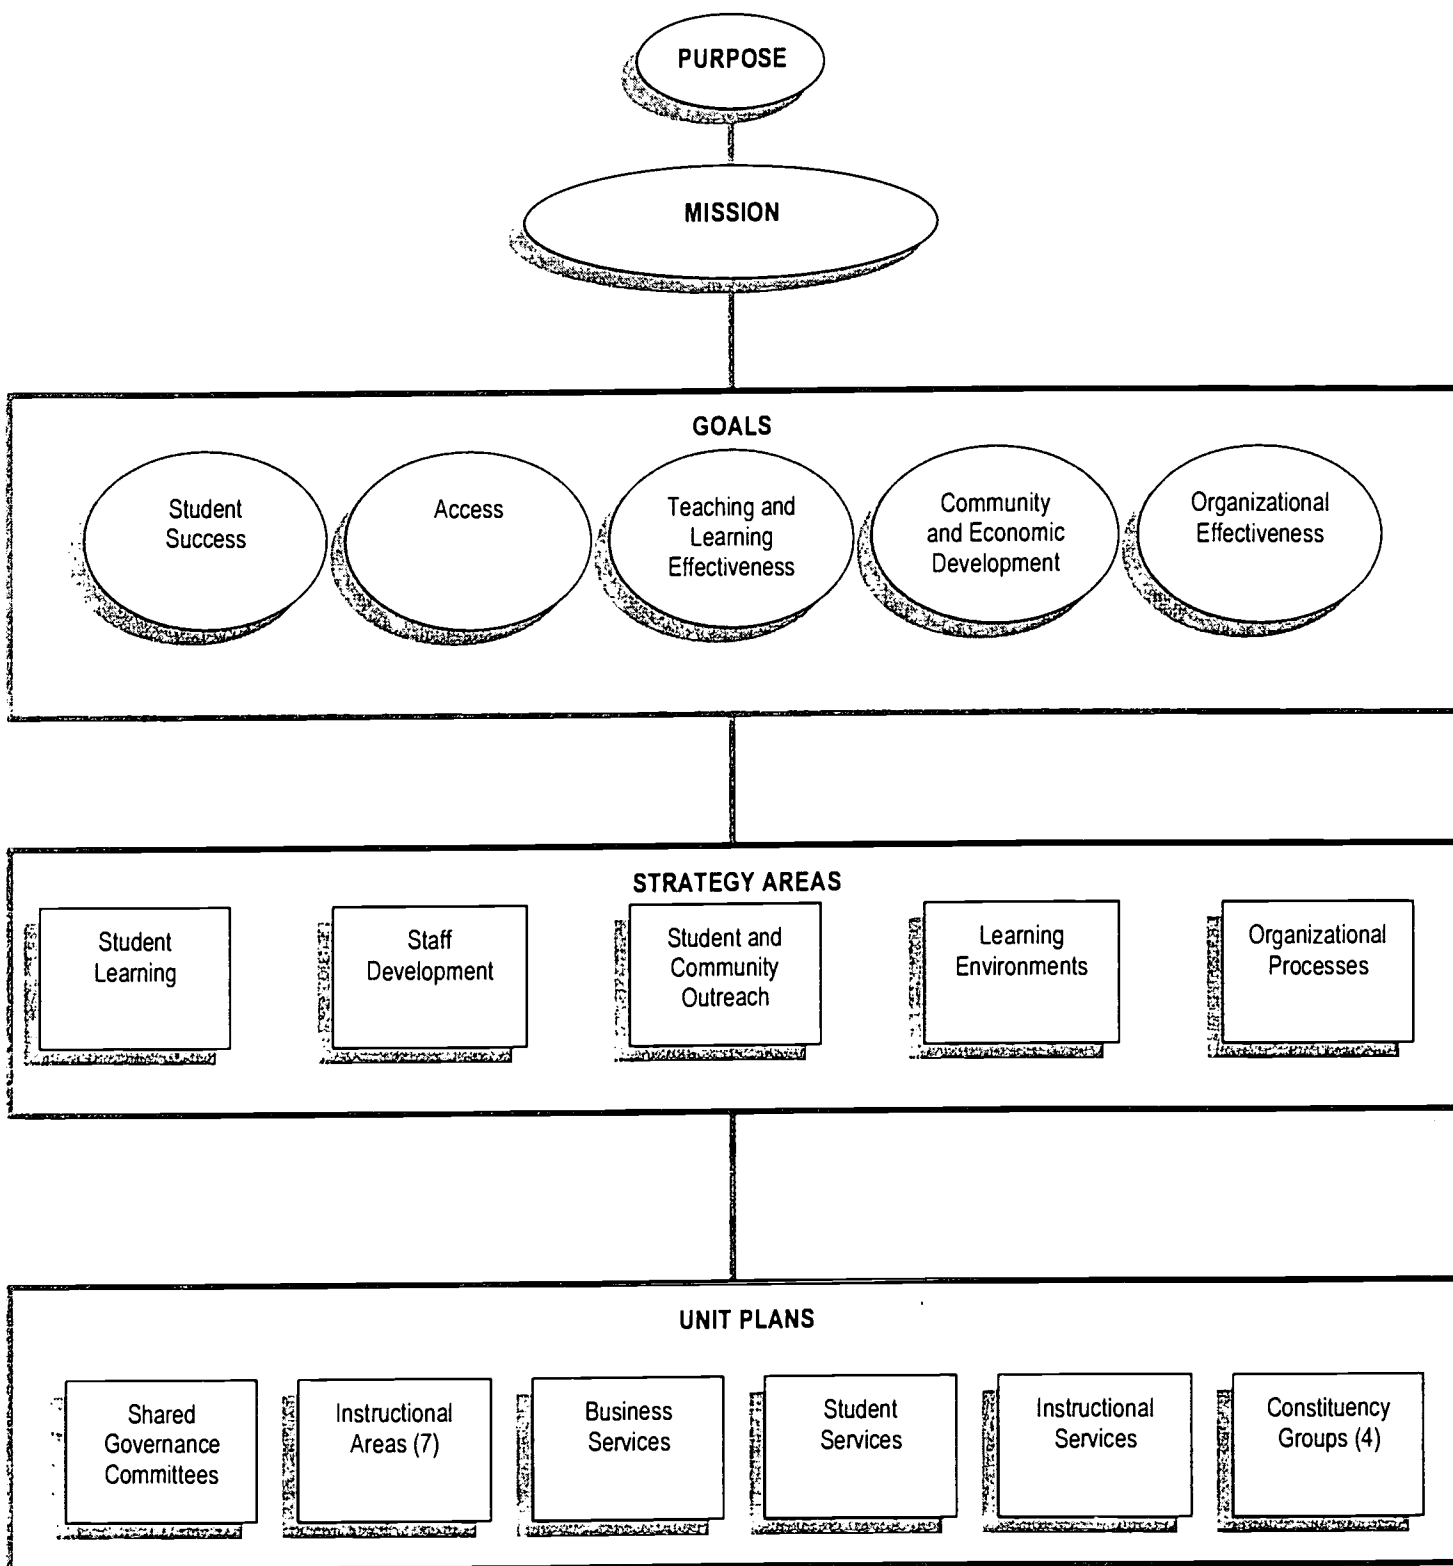 PURPOSE
MISSION
GOALS
Student
Success
Access
Teaching and
Learning
Effectiveness
Community
and Economic
Development
Organizational
Effectiveness
STRATEGY AREAS
Student
Learning
Staff
Development
Student and
Community
Outreach
Learning
Environments
Organizational
Processes
UNIT PLANS
Shared
Governance
Committees
Instructional
Areas (7)
Business
Services
Student
Services
Instructional
Services
Constituency
Groups (4)